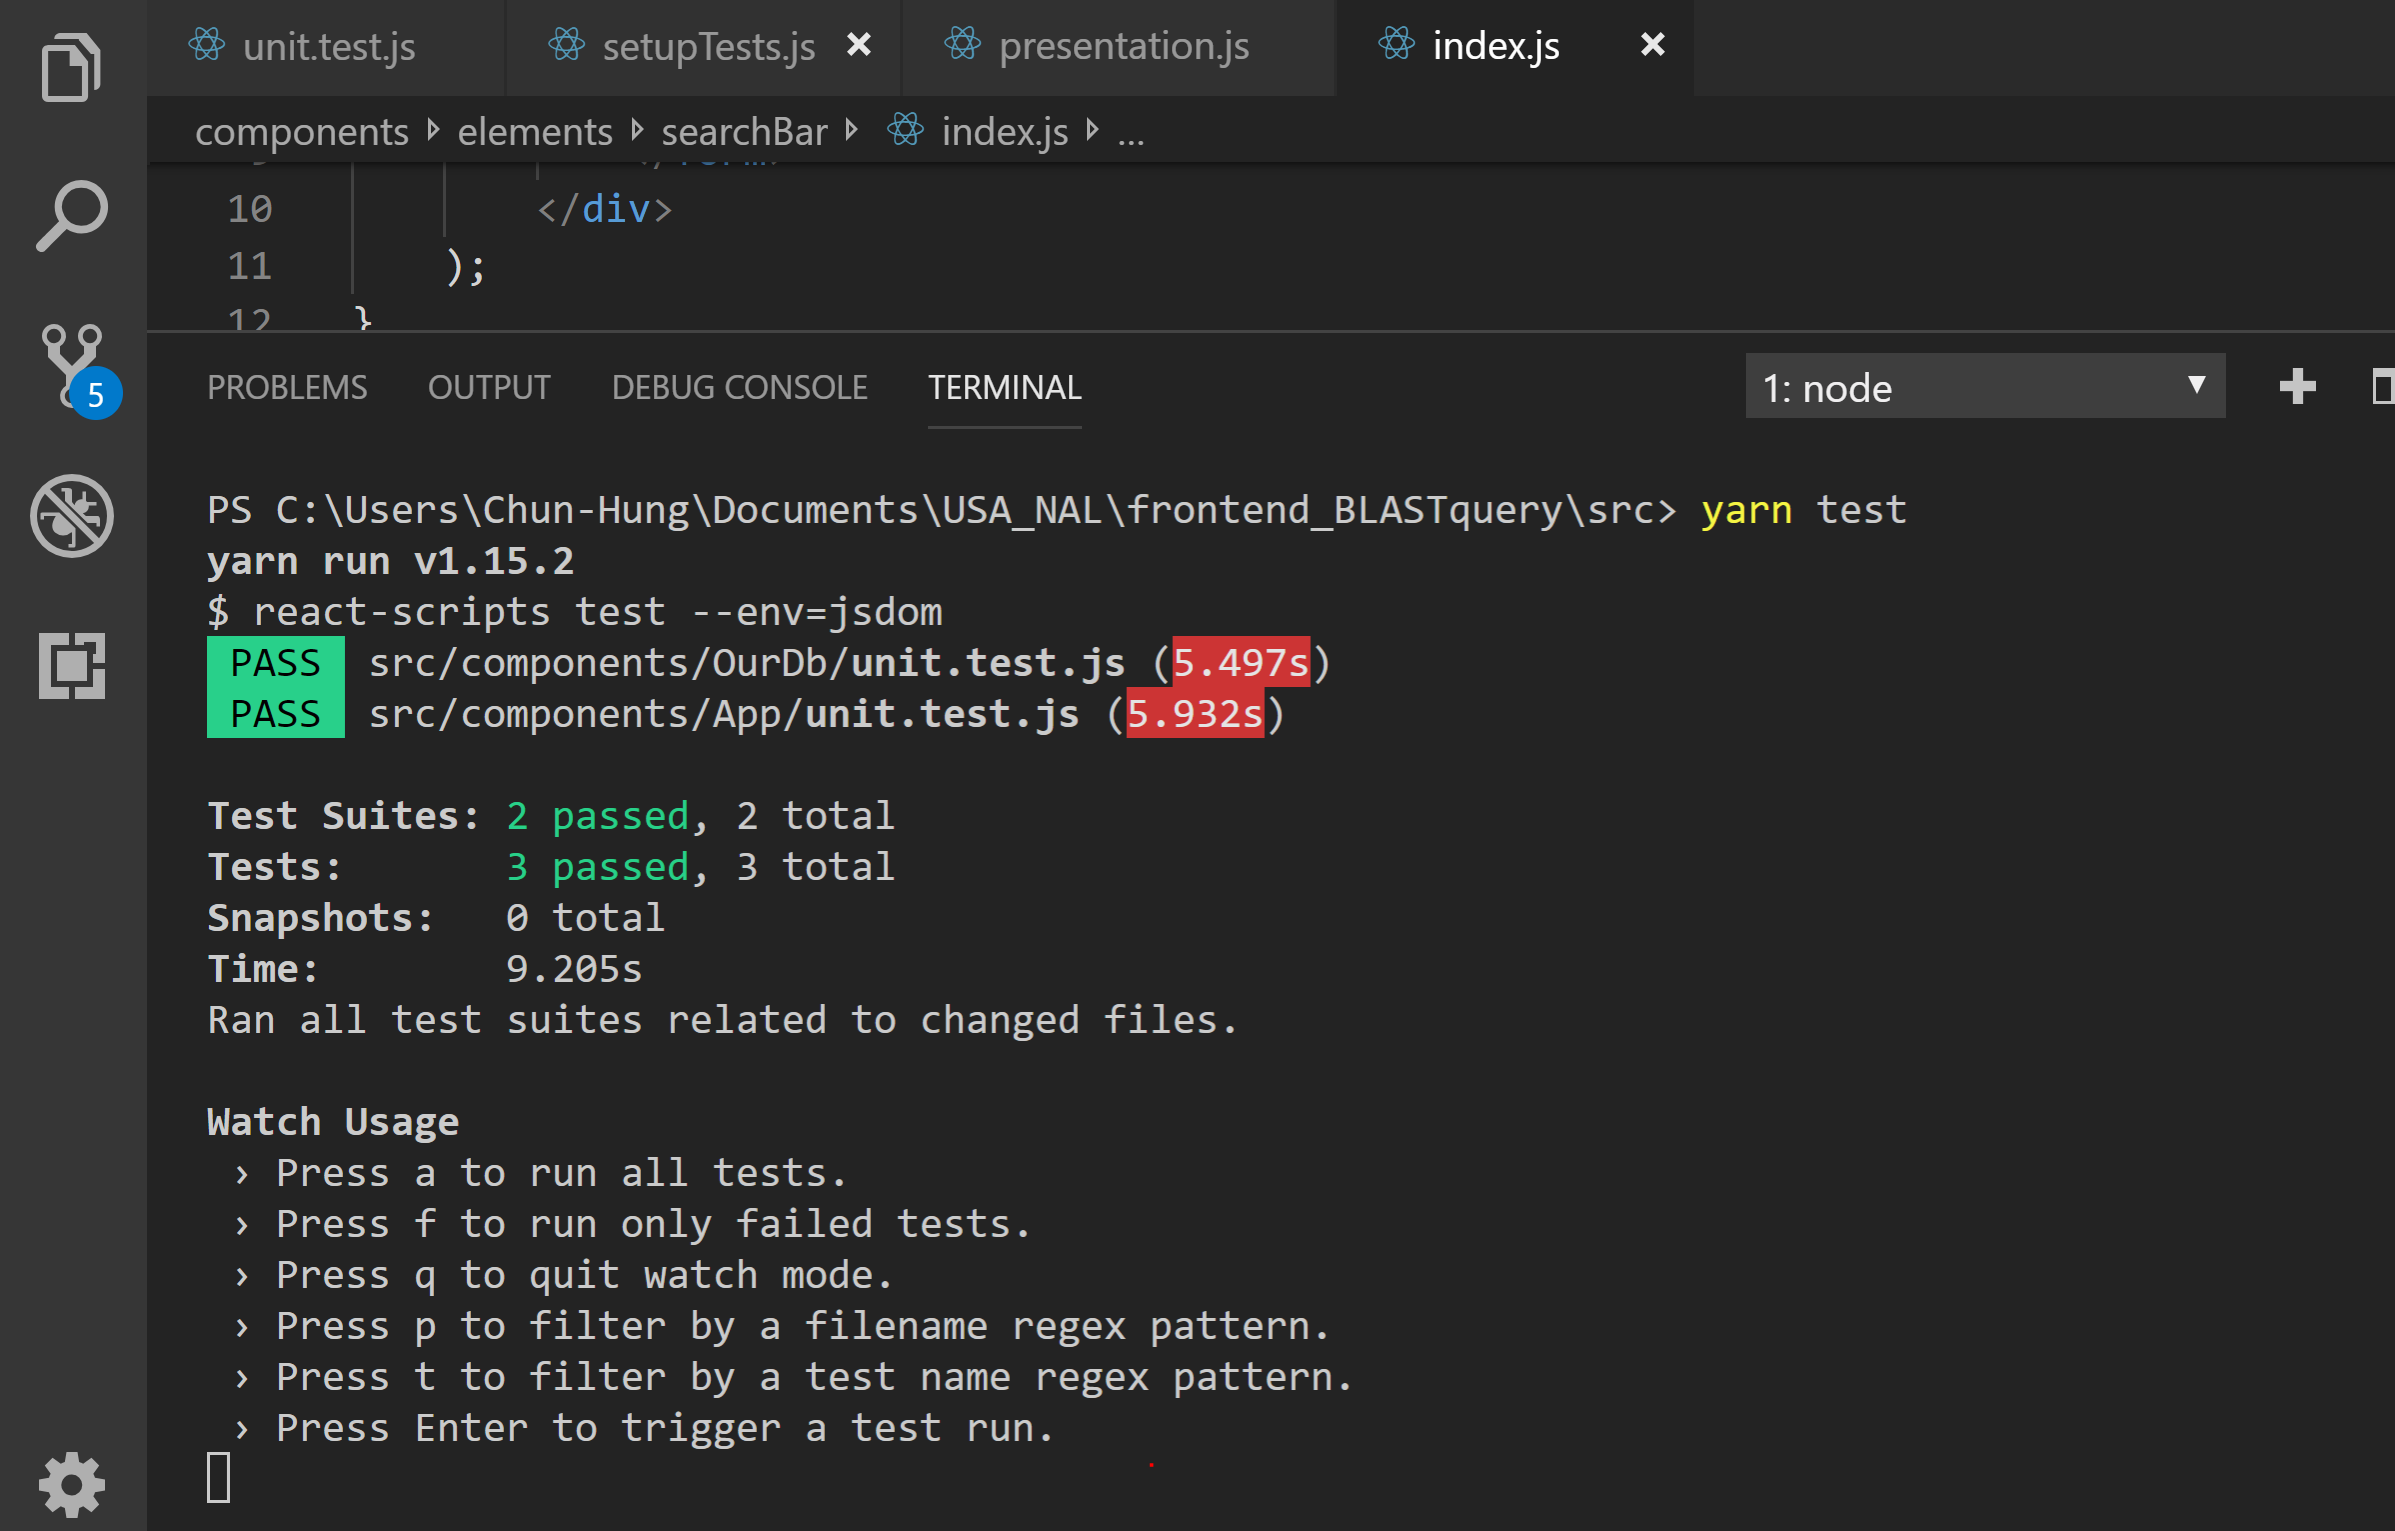 unit.test.js setupTests.js presentation.js index.js
components elements searchBar index.js ...
10 </div>
11 );
12 }
5
PROBLEMS OUTPUT DEBUG CONSOLE TERMINAL 1: node
PS C:\Users\Chun-Hung\Documents\USA_NAL\frontend_BLASTquery\src> yarn test
yarn run v1.15.2
$ react-scripts test --env=jsdom
PASS src/components/OurDb/unit.test.js (5.497s)
PASS src/components/App/unit.test.js (5.932s)
Test Suites: 2 passed, 2 total
Tests: 3 passed, 3 total
Snapshots: 0 total
Time: 9.205s
Ran all test suites related to changed files.
Watch Usage
› Press a to run all tests.
› Press f to run only failed tests.
› Press q to quit watch mode.
› Press p to filter by a filename regex pattern.
› Press t to filter by a test name regex pattern.
› Press Enter to trigger a test run.